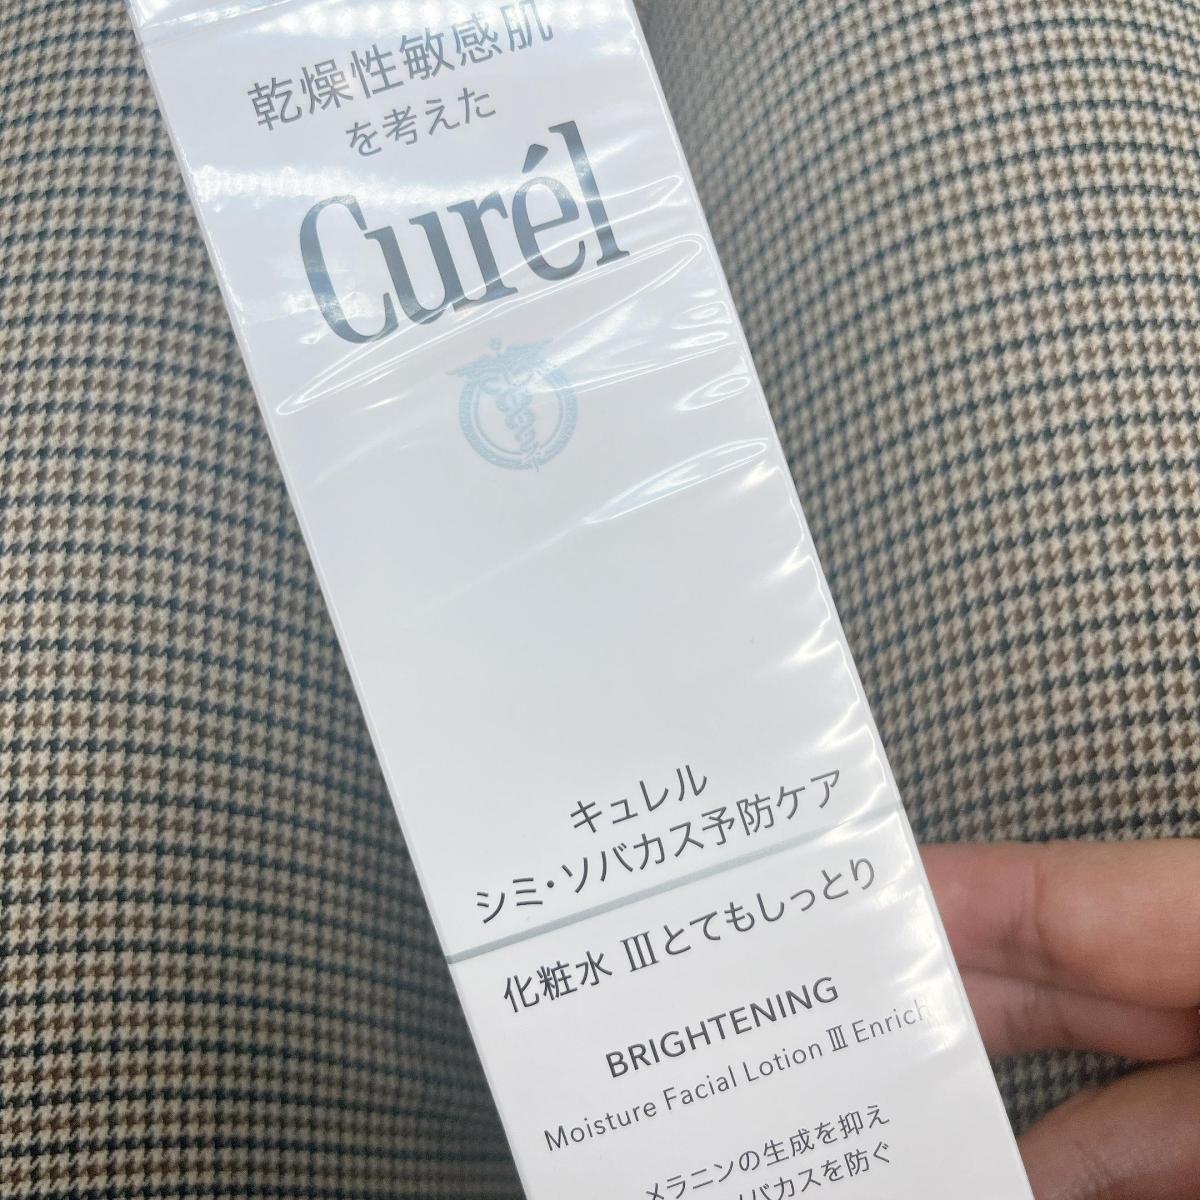 乾燥性敏感肌
を考えた
Curél
キュレル
シミ・ソバカス予防ケア
化粧水 Ⅲとてもしっとり
BRIGHTENING
Moisture Facial Lotion Ⅲ Enrich
メラニンの生成を抑え
ソバカスを防ぐ